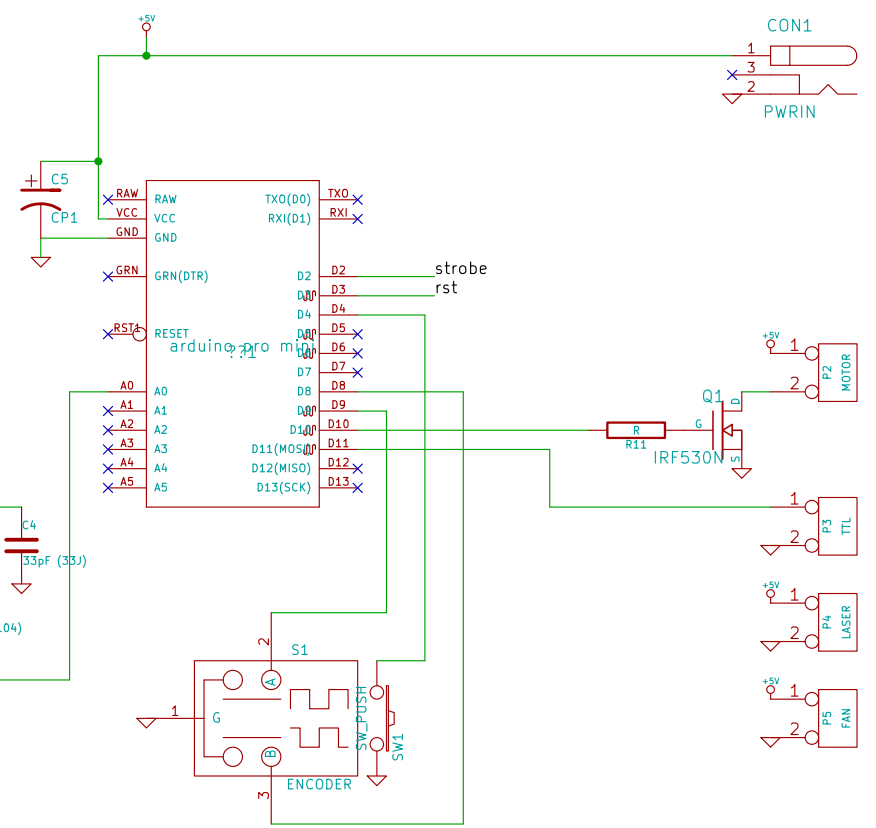 +5V
CON1
1
3
2
PWRIN
C5
CP1
RAW
RAW
TXO(D0)
TXO
VCC
VCC
RXI(D1)
RXI
GND
GND
GRN
GRN(DTR)
D2
D2
strobe
D3
rst
D4
D4
RST1
RESET
D5
arduino pro mini
??1
D6
D7
D7
A0
A0
D8
D8
A1
A1
D9
A2
A2
D10
A3
A3
D11(MOSI)
D11
A4
A4
D12(MISO)
D12
A5
A5
D13(SCK)
D13
+5V
1
2
P2
MOTOR
Q1
D
G
S
IRF530N
R
R11
1
2
P3
TTL
C4
33pF (33J)
104)
+5V
1
2
P4
LASER
+5V
1
2
P5
FAN
2
S1
A
1
G
B
3
ENCODER
SW_PUSH
SW1